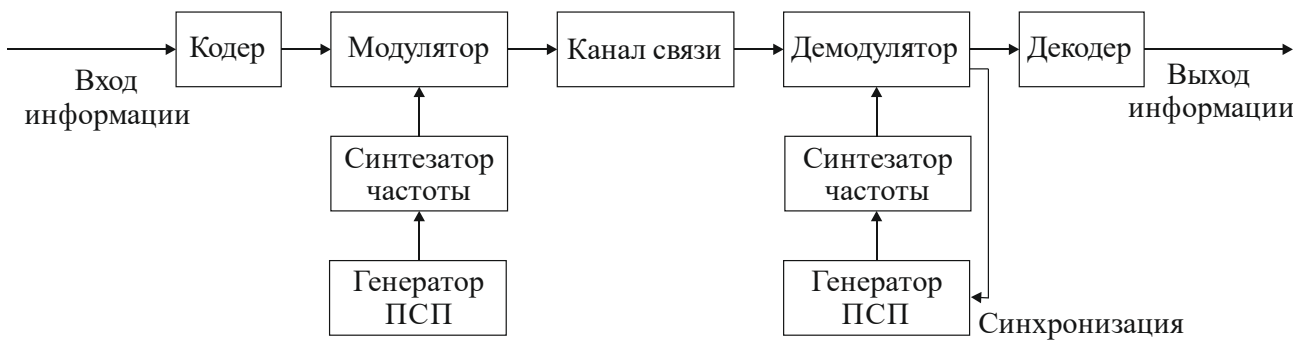 Кодер
Модулятор
Канал связи
Демодулятор
Декодер
Вход
информации
Выход
информации
Синтезатор
частоты
Синтезатор
частоты
Генератор
ПСП
Генератор
ПСП
Синхронизация